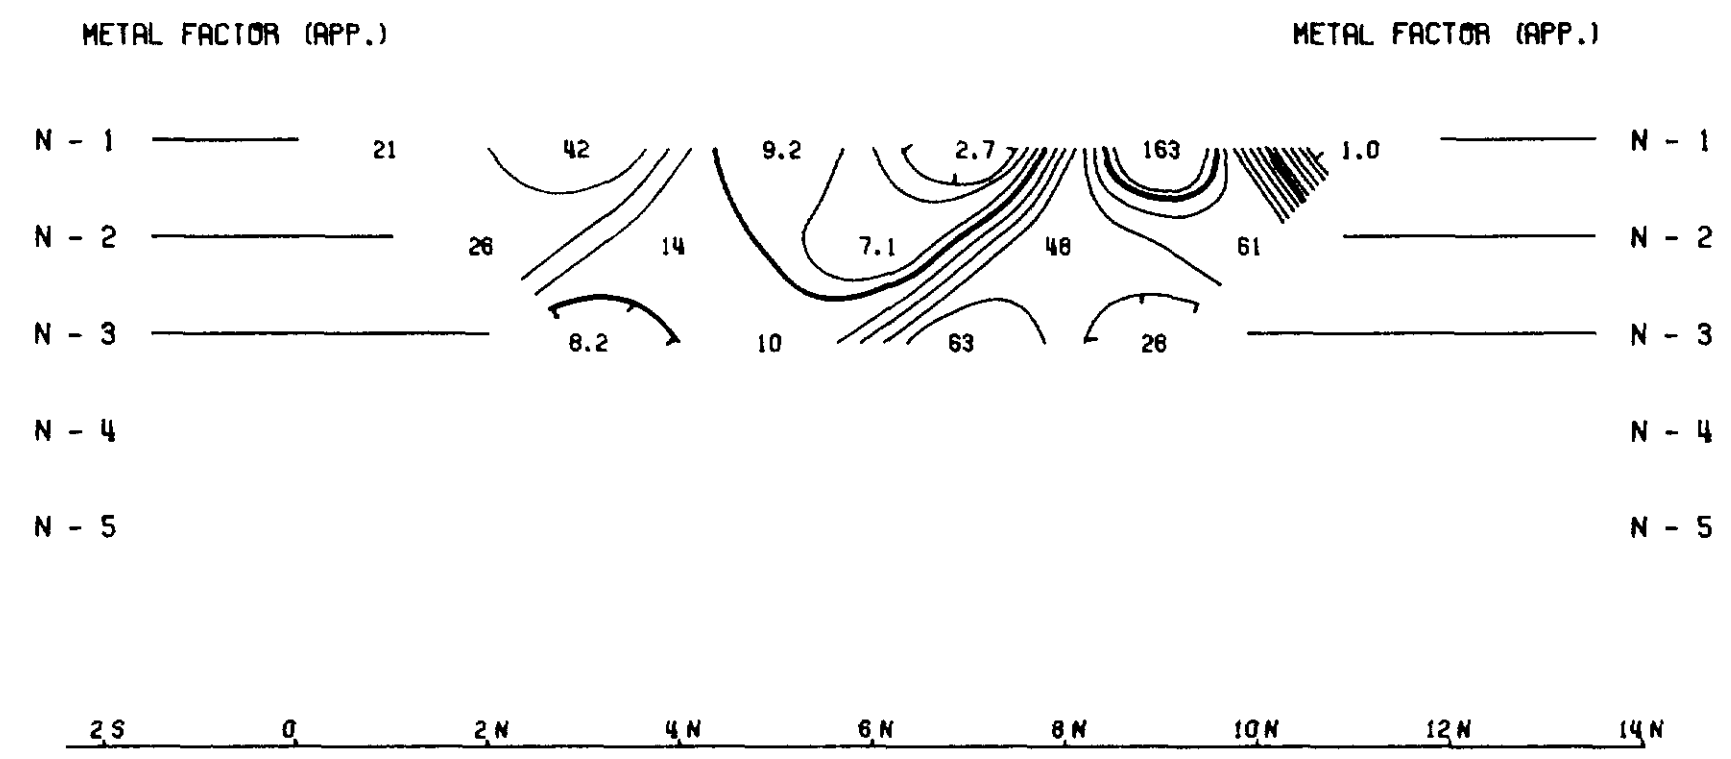 METAL FACTOR (APP.) METAL FACTOR (APP.)
N - 1 21 42 9.2 2.7 163 1.0 N - 1
N - 2 28 14 7.1 48 61 N - 2
N - 3 8.2 10 63 28 N - 3
N - 4 N - 4
N - 5 N - 5
2S 0 2N 4N 6N 8N 10N 12N 14N